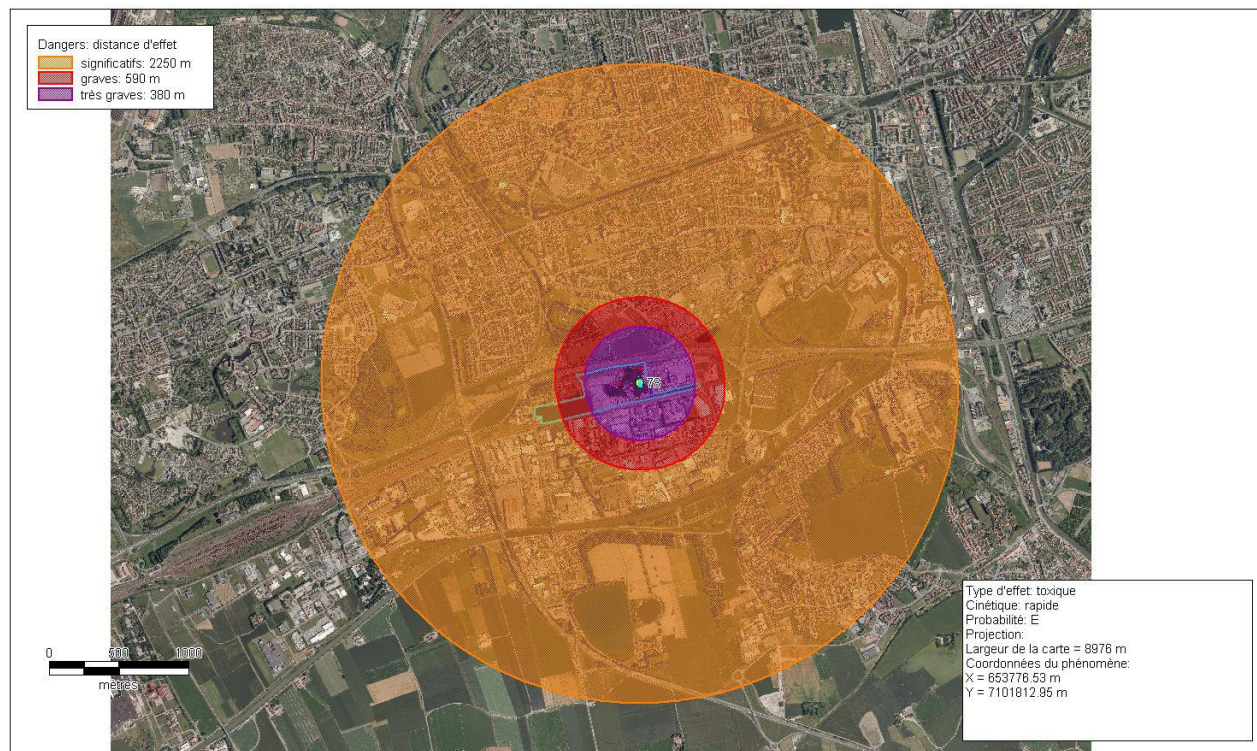 Dangers: distance d'effet
significatifs: 2250 m
graves: 590 m
très graves: 380 m
78
0 500 1000
mètres
Type d'effet: toxique
Cinétique: rapide
Probabilité: E
Projection:
Largeur de la carte = 8976 m
Coordonnées du phénomène:
X = 653776.53 m
Y = 7101812.95 m